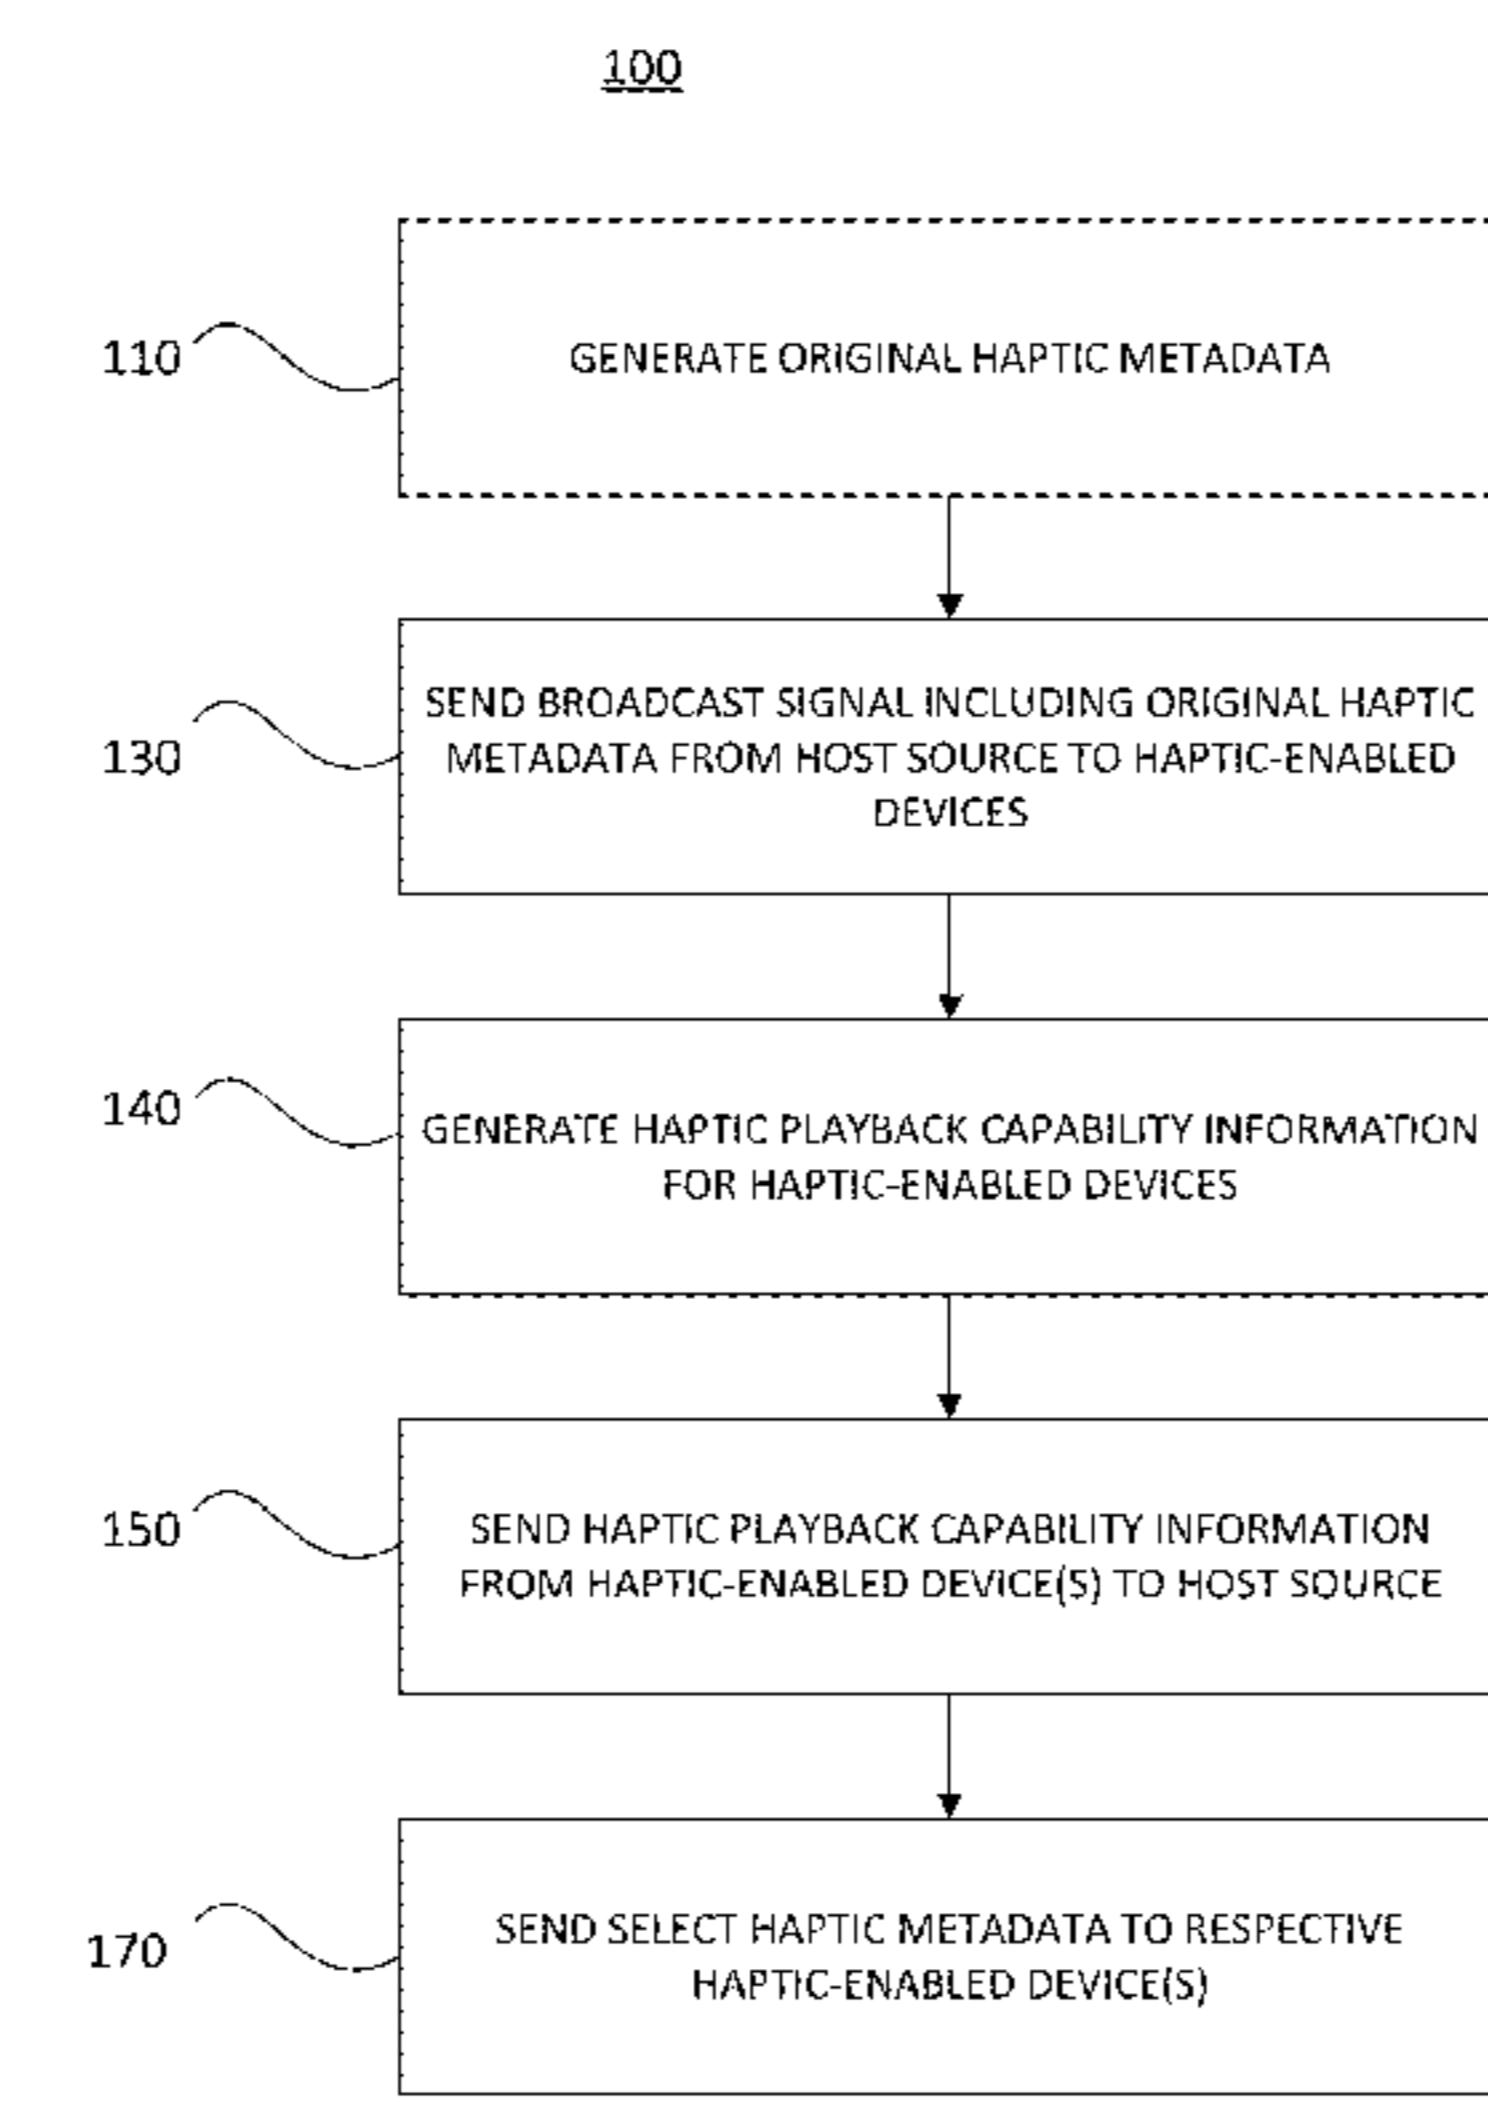 100
110
GENERATE ORIGINAL HAPTIC METADATA
130
SEND BROADCAST SIGNAL INCLUDING ORIGINAL HAPTIC
METADATA FROM HOST SOURCE TO HAPTIC-ENABLED
DEVICES
140
GENERATE HAPTIC PLAYBACK CAPABILITY INFORMATION
FOR HAPTIC-ENABLED DEVICES
150
SEND HAPTIC PLAYBACK CAPABILITY INFORMATION
FROM HAPTIC-ENABLED DEVICE(S) TO HOST SOURCE
170
SEND SELECT HAPTIC METADATA TO RESPECTIVE
HAPTIC-ENABLED DEVICE(S)